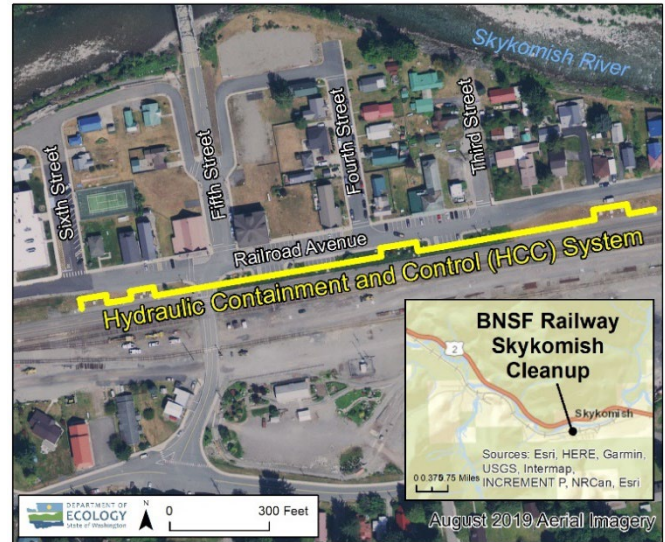 Skykomish River
Sixth Street
Fifth Street
Fourth Street
Third Street
Railroad Avenue
Hydraulic Containment and Control (HCC) System
BNSF Railway
Skykomish
Cleanup
2
Skykomish
Sources: Esri, HERE, Garmin,
USGS, Intermap,
INCREMENT P, NRCan, Esri
0 0.375 0.75 Miles
DEPARTMENT OF
ECOLOGY
State of Washington
N
0 300 Feet
August 2019 Aerial Imagery